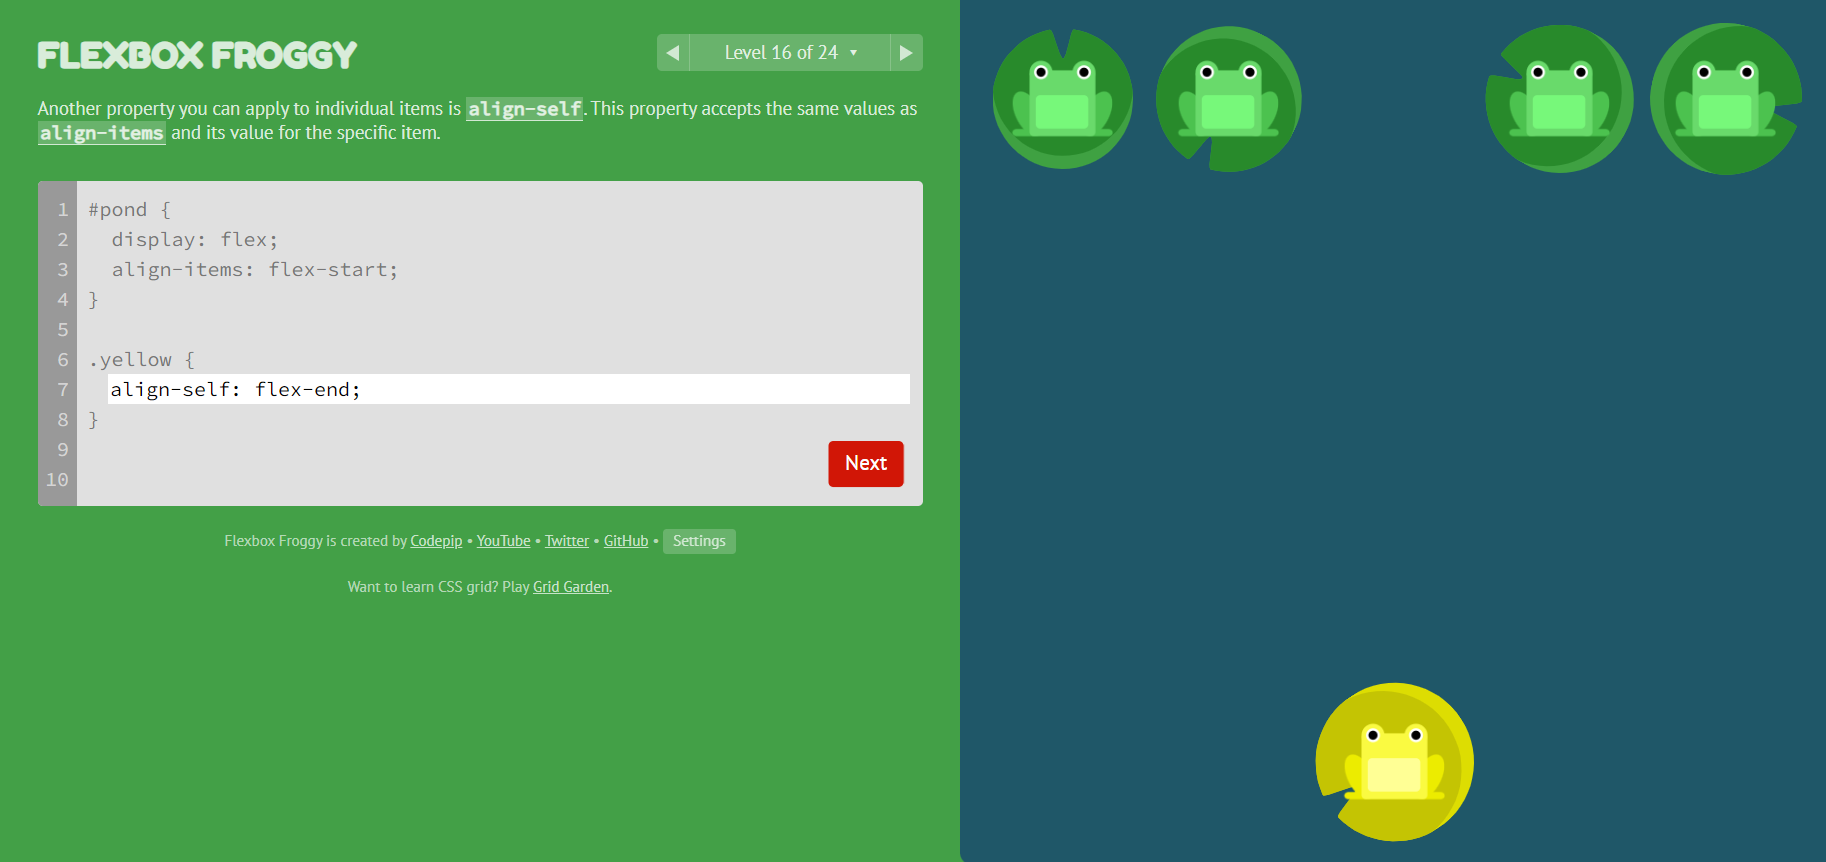 FLEXBOX FROGGY
◀ Level 16 of 24 ▼ ▶
Another property you can apply to individual items is align-self. This property accepts the same values as
align-items and its value for the specific item.
1 #pond {
2 display: flex;
3 align-items: flex-start;
4 }
5
6 .yellow {
7 align-self: flex-end;
8 }
9
10
Next
Flexbox Froggy is created by Codepip • YouTube • Twitter • GitHub • Settings
Want to learn CSS grid? Play Grid Garden.